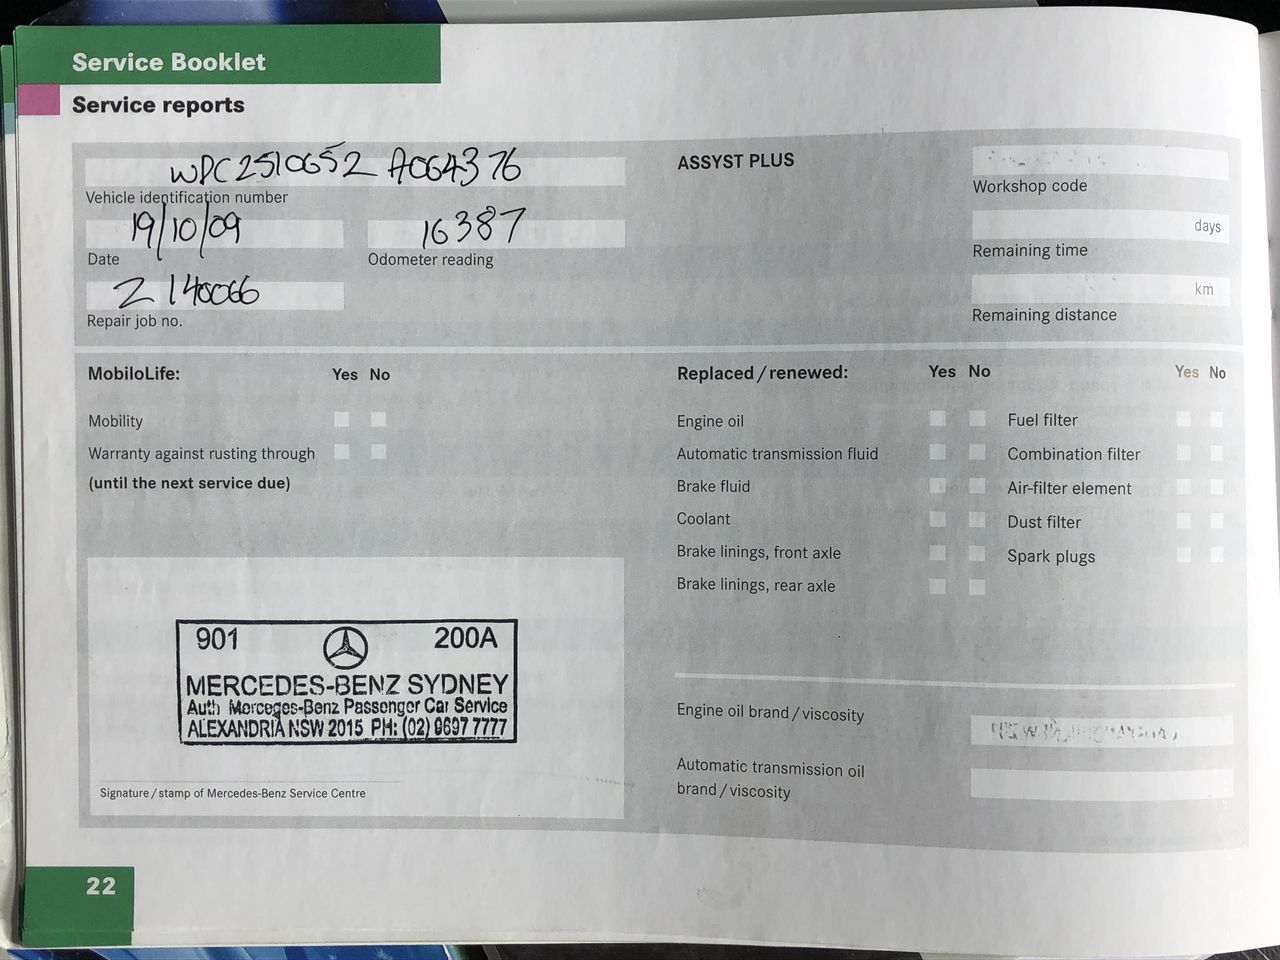 Service Booklet
Service reports
WDC2510652A064376
Vehicle identification number
19/10/09
Date
16387
Odometer reading
2140066
Repair job no.
ASSYST PLUS
Workshop code
days
Remaining time
km
Remaining distance
MobiloLife: Yes No
Mobility
Warranty against rusting through
(until the next service due)
Replaced / renewed: Yes No Yes No
Engine oil Fuel filter
Automatic transmission fluid Combination filter
Brake fluid Air-filter element
Coolant Dust filter
Brake linings, front axle Spark plugs
Brake linings, rear axle
901 200A
MERCEDES-BENZ SYDNEY
Auth Mercedes-Benz Passenger Car Service
ALEXANDRIA NSW 2015 PH: (02) 9697 7777
Signature / stamp of Mercedes-Benz Service Centre
Engine oil brand / viscosity
Automatic transmission oil
brand / viscosity
22